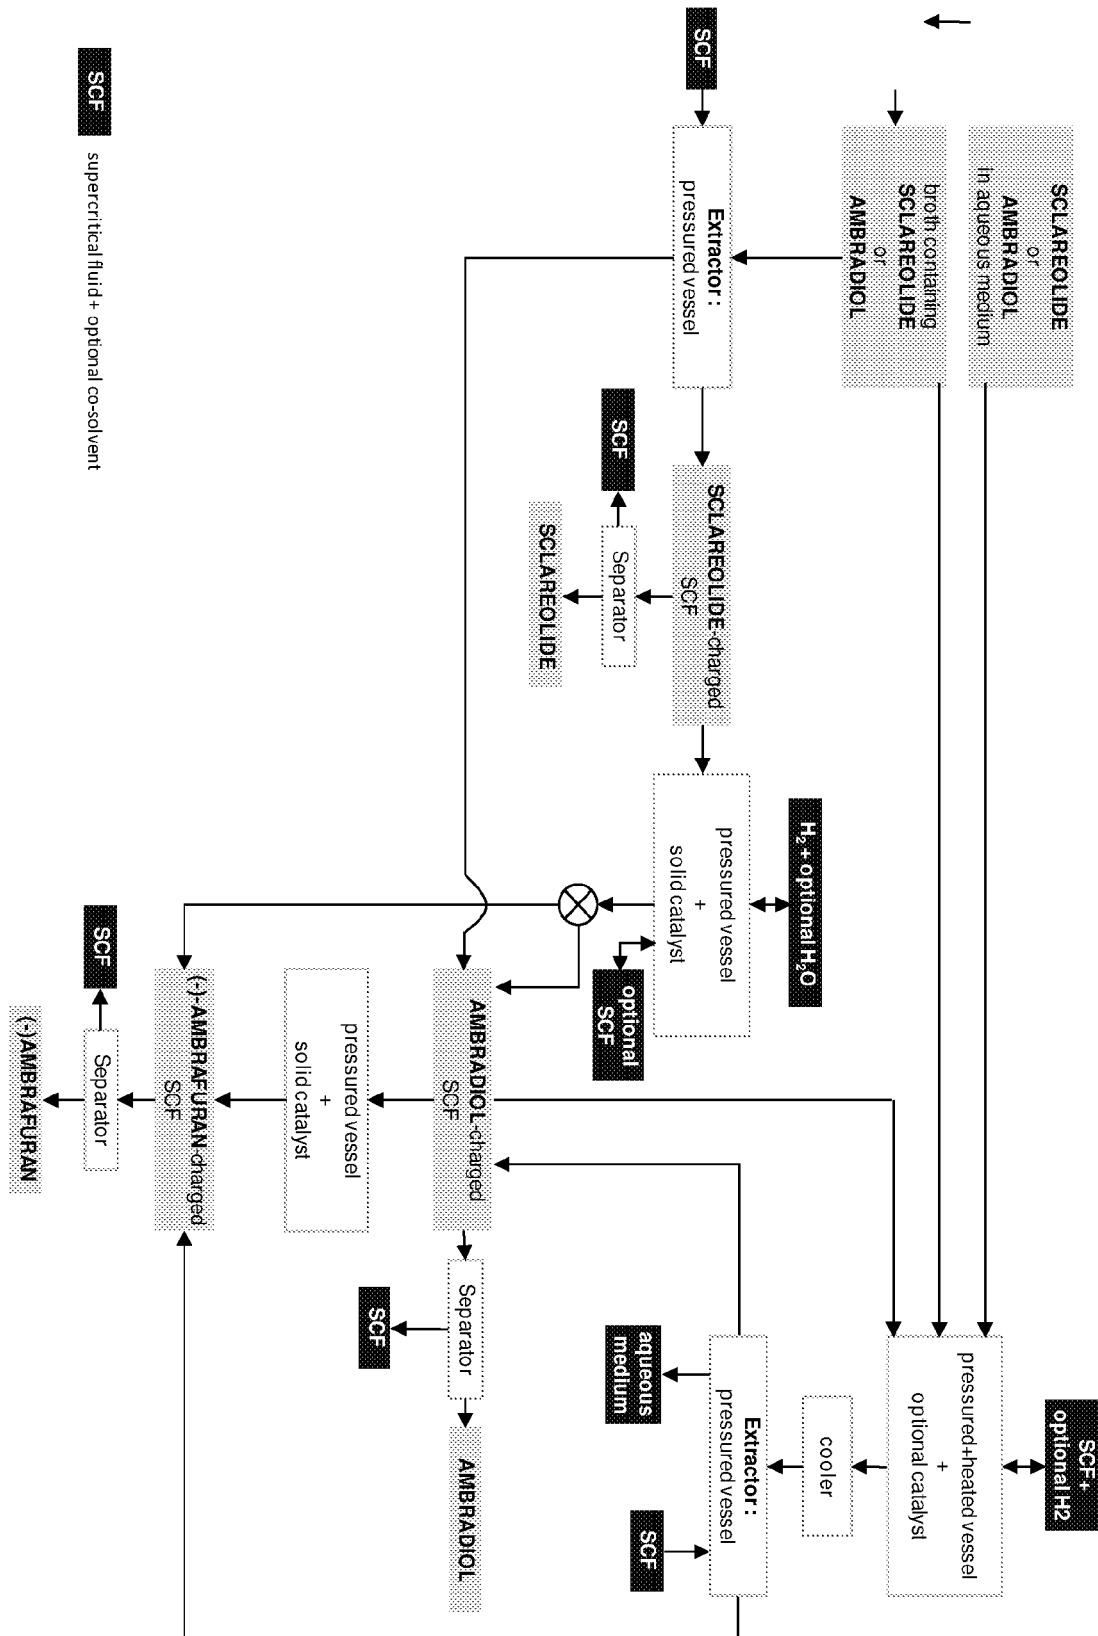 SCLAREOLIDE
or
AMBRADIOL
in aqueous medium
broth containing
SCLAREOLIDE
or
AMBRADIOL
SCF
Extractor :
pressured vessel
SCLAREOLIDE-charged
SCF
SCF
Separator
SCLAREOLIDE
H₂ + optional H₂O
pressured vessel
+
solid catalyst
optional
SCF
SCF+
optional H2
pressured+heated vessel
+
optional catalyst
cooler
Extractor :
pressured vessel
aqueous
medium
SCF
AMBRADIOL-charged
SCF
Separator
AMBRADIOL
SCF
pressured vessel
+
solid catalyst
(-)-AMBRAFURAN-charged
SCF
SCF
Separator
(-)AMBRAFURAN
SCF
supercritical fluid + optional co-solvent